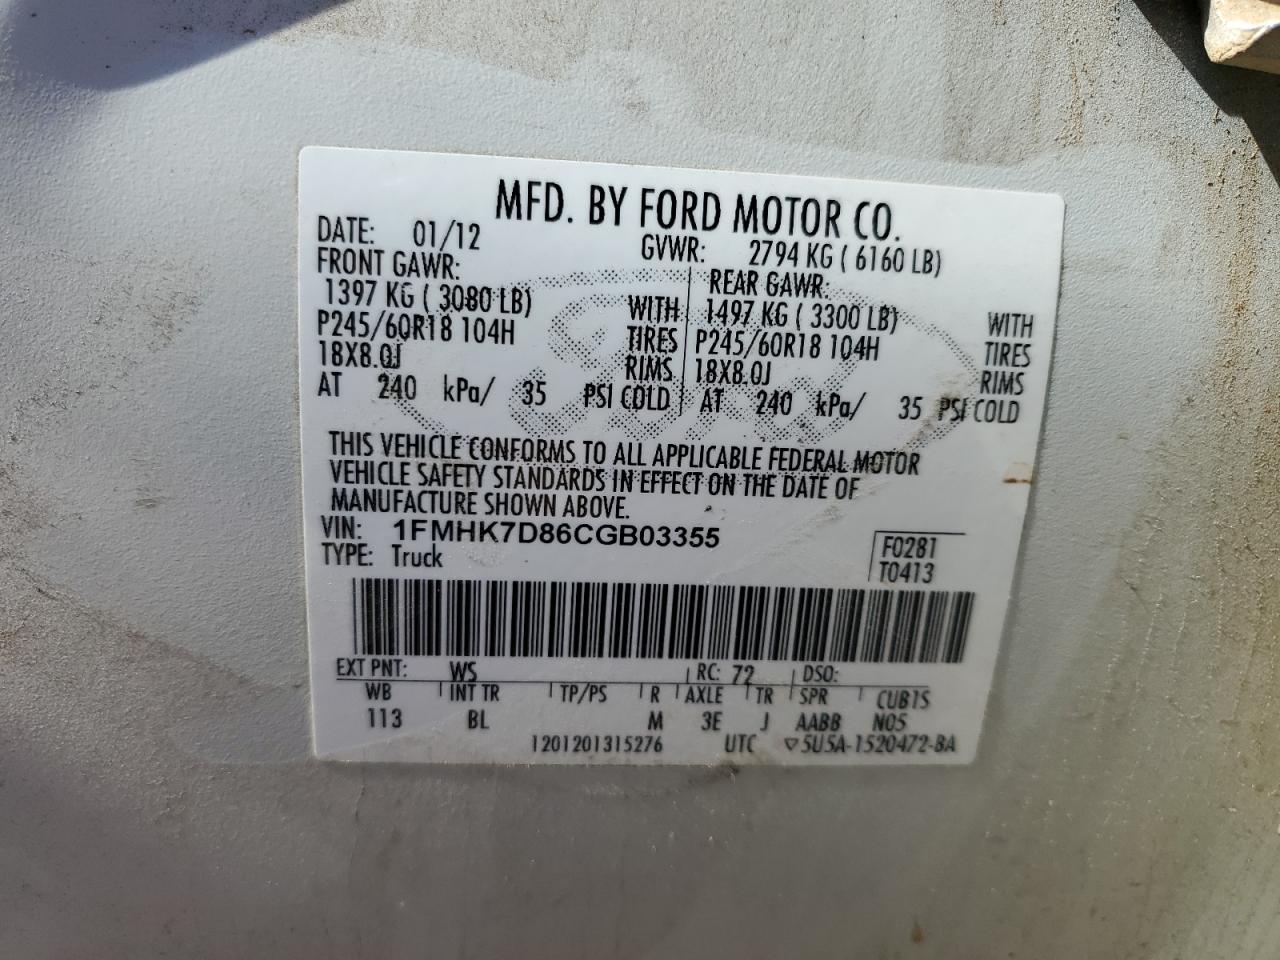 MFD. BY FORD MOTOR CO.
DATE: 01/12 GVWR: 2794 KG ( 6160 LB)
FRONT GAWR: REAR GAWR:
1397 KG ( 3080 LB) WITH 1497 KG ( 3300 LB) WITH
P245/60R18 104H TIRES P245/60R18 104H TIRES
18X8.0J RIMS 18X8.0J RIMS
AT 240 kPa/ 35 PSI COLD AT 240 kPa/ 35 PSI COLD
THIS VEHICLE CONFORMS TO ALL APPLICABLE FEDERAL MOTOR
VEHICLE SAFETY STANDARDS IN EFFECT ON THE DATE OF
MANUFACTURE SHOWN ABOVE.
VIN: 1FMHK7D86CGB03355 F0281
TYPE: Truck T0413
EXT PNT: WS RC: 72 DSO:
WB INT TR TP/PS R AXLE TR SPR CUBTS
113 BL M 3E J AABB N05
1201201315276 UTC ▽5U5A-1520472-BA
Ford